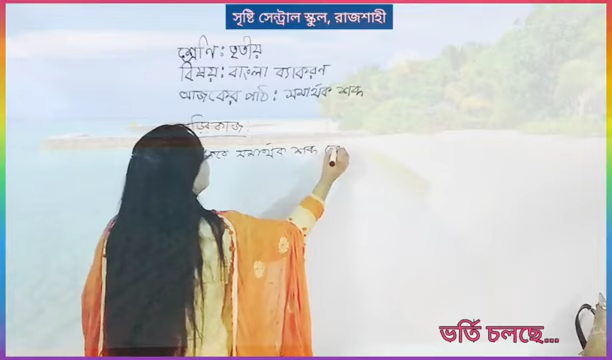 সৃষ্টি সেন্ট্রাল স্কুল, রাজশাহী
শ্রেণি: তৃতীয়
বিষয়: বাংলা ব্যাকরণ
আজকের পাঠ: সমার্থক শব্দ
সমার্থক শব্দ
ভর্তি চলছে...